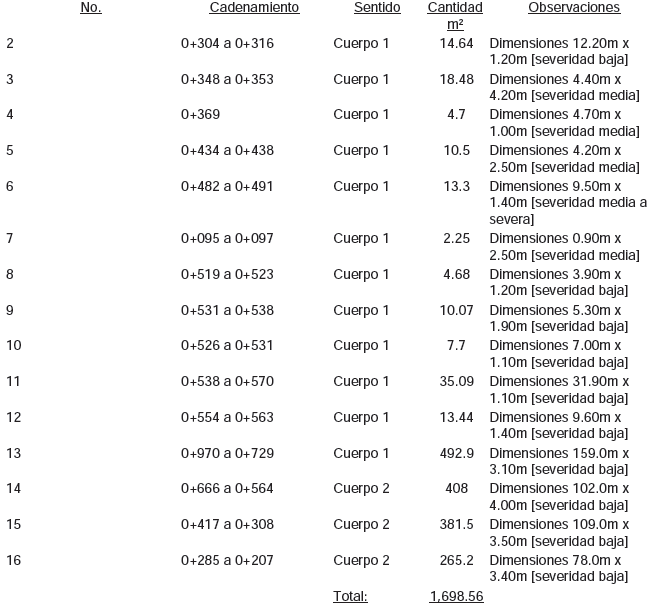 No. Cadenamiento Sentido Cantidad m² Observaciones
2 0+304 a 0+316 Cuerpo 1 14.64 Dimensiones 12.20m x
1.20m [severidad baja]
3 0+348 a 0+353 Cuerpo 1 18.48 Dimensiones 4.40m x
4.20m [severidad media]
4 0+369 Cuerpo 1 4.7 Dimensiones 4.70m x
1.00m [severidad media]
5 0+434 a 0+438 Cuerpo 1 10.5 Dimensiones 4.20m x
2.50m [severidad media]
6 0+482 a 0+491 Cuerpo 1 13.3 Dimensiones 9.50m x
1.40m [severidad media a
severa]
7 0+095 a 0+097 Cuerpo 1 2.25 Dimensiones 0.90m x
2.50m [severidad media]
8 0+519 a 0+523 Cuerpo 1 4.68 Dimensiones 3.90m x
1.20m [severidad baja]
9 0+531 a 0+538 Cuerpo 1 10.07 Dimensiones 5.30m x
1.90m [severidad baja]
10 0+526 a 0+531 Cuerpo 1 7.7 Dimensiones 7.00m x
1.10m [severidad baja]
11 0+538 a 0+570 Cuerpo 1 35.09 Dimensiones 31.90m x
1.10m [severidad baja]
12 0+554 a 0+563 Cuerpo 1 13.44 Dimensiones 9.60m x
1.40m [severidad baja]
13 0+970 a 0+729 Cuerpo 1 492.9 Dimensiones 159.0m x
3.10m [severidad baja]
14 0+666 a 0+564 Cuerpo 2 408 Dimensiones 102.0m x
4.00m [severidad baja]
15 0+417 a 0+308 Cuerpo 2 381.5 Dimensiones 109.0m x
3.50m [severidad baja]
16 0+285 a 0+207 Cuerpo 2 265.2 Dimensiones 78.0m x
3.40m [severidad baja]
Total: 1,698.56